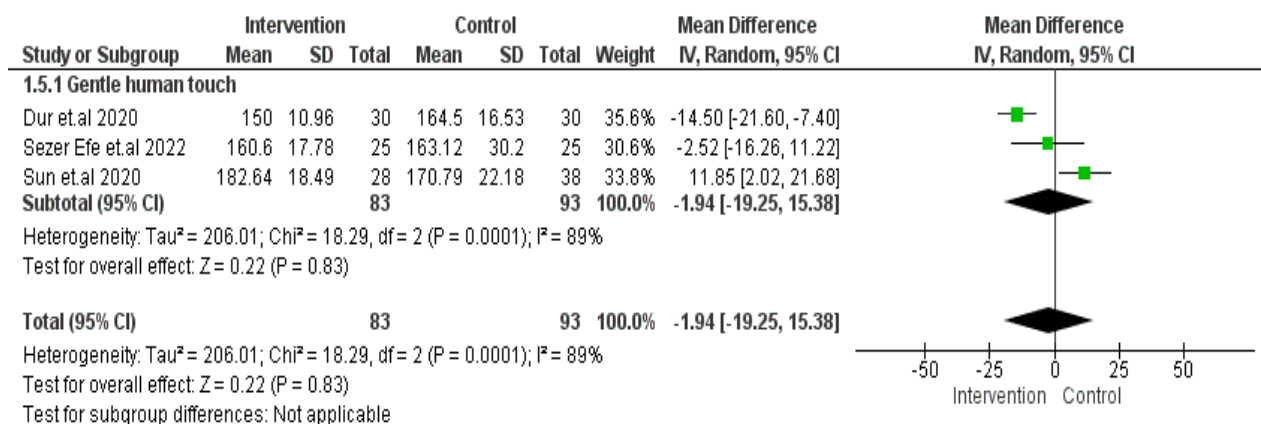 Intervention Control Mean Difference Mean Difference
Study or Subgroup Mean SD Total Mean SD Total Weight IV, Random, 95% CI IV, Random, 95% CI
1.5.1 Gentle human touch
Dur et.al 2020 150 10.96 30 164.5 16.53 30 35.6% -14.50 [-21.60, -7.40]
Sezer Efe et.al 2022 160.6 17.78 25 163.12 30.2 25 30.6% -2.52 [-16.26, 11.22]
Sun et.al 2020 182.64 18.49 28 170.79 22.18 38 33.8% 11.85 [2.02, 21.68]
Subtotal (95% CI) 83 93 100.0% -1.94 [-19.25, 15.38]
Heterogeneity: Tau² = 206.01; Chi² = 18.29, df = 2 (P = 0.0001); I² = 89%
Test for overall effect: Z = 0.22 (P = 0.83)
Total (95% CI) 83 93 100.0% -1.94 [-19.25, 15.38]
Heterogeneity: Tau² = 206.01; Chi² = 18.29, df = 2 (P = 0.0001); I² = 89%
Test for overall effect: Z = 0.22 (P = 0.83)
Test for subgroup differences: Not applicable
-50 -25 0 25 50
Intervention Control